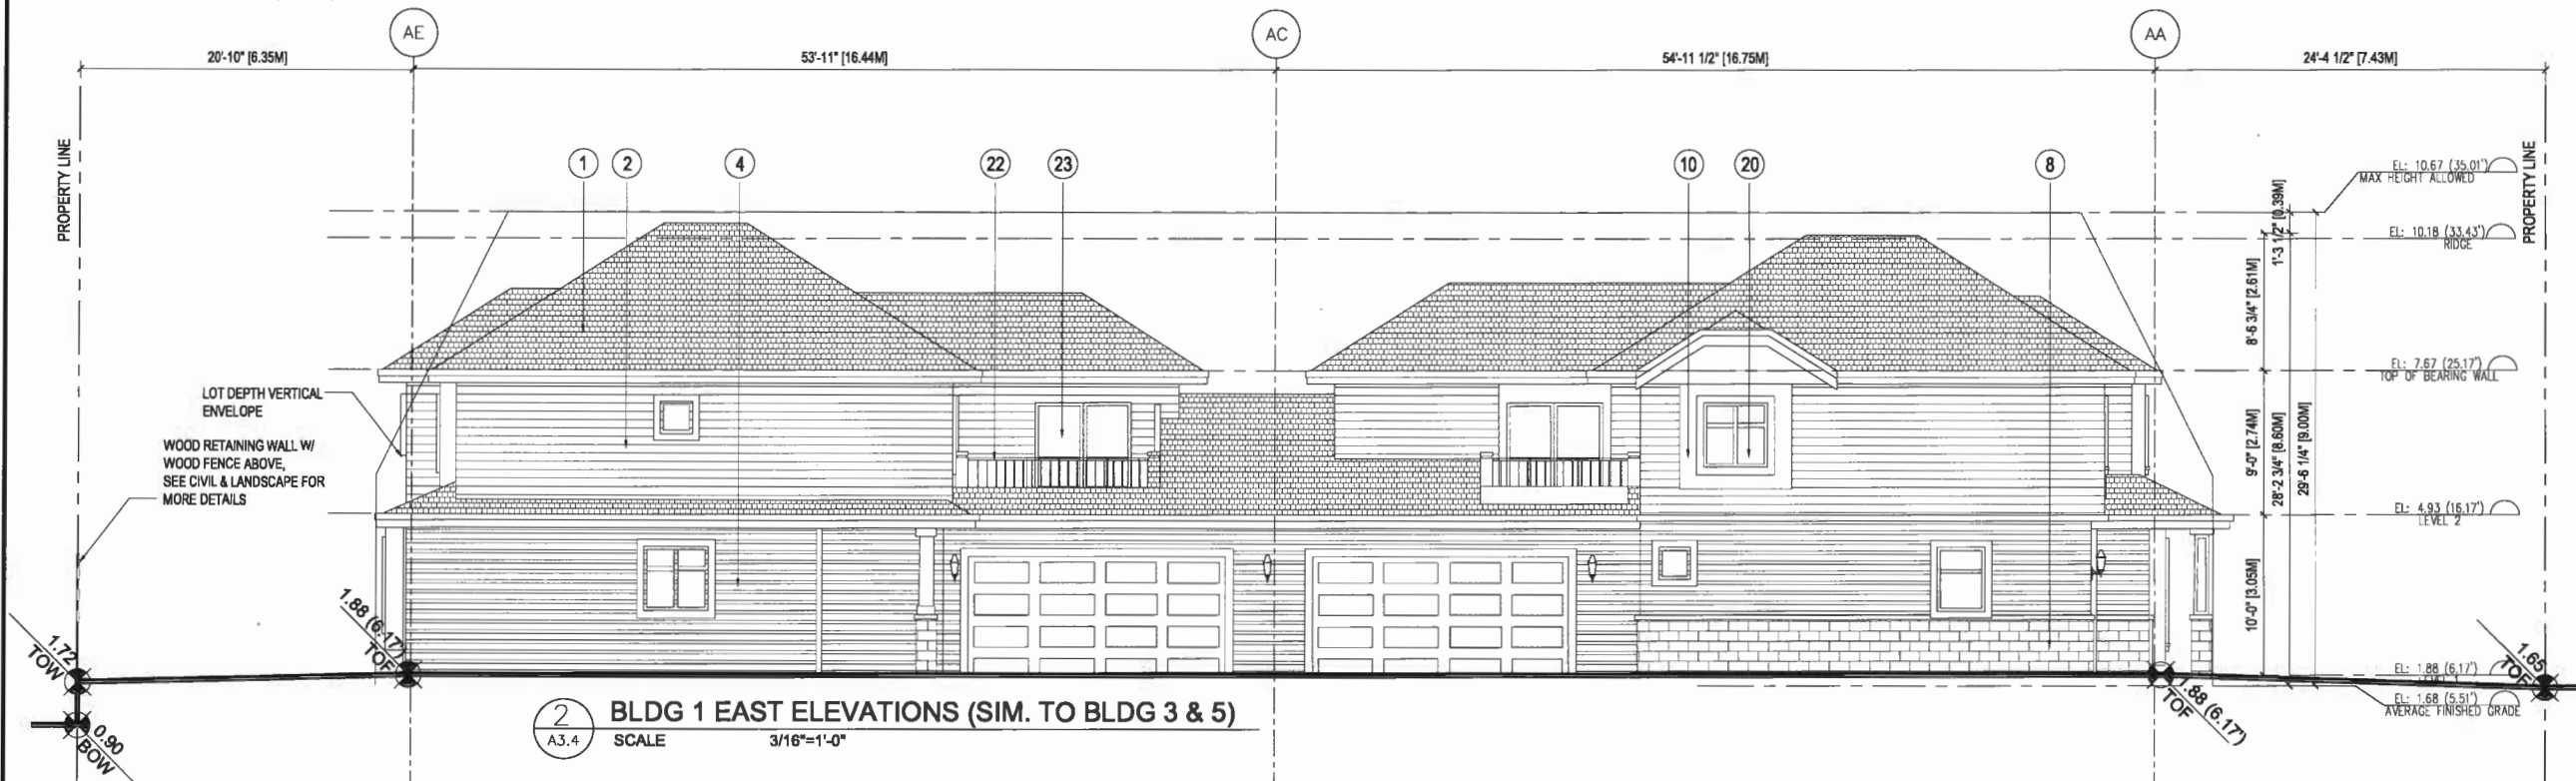 AE
AC
AA
20'-10" [6.35M]
53'-11" [16.44M]
54'-11 1/2" [16.75M]
24'-4 1/2" [7.43M]
PROPERTY LINE
1
2
4
22
23
10
20
8
PROPERTY LINE
EL: 10.67 (35.01')
MAX HEIGHT ALLOWED
1'-3 1/2" [0.39M]
EL: 10.18 (33.43')
RIDGE
8'-6 3/4" [2.61M]
EL: 7.67 (25.17')
TOP OF BEARING WALL
LOT DEPTH VERTICAL
ENVELOPE
WOOD RETAINING WALL W/
WOOD FENCE ABOVE,
SEE CIVIL & LANDSCAPE FOR
MORE DETAILS
9'-0" [2.74M]
28'-2 3/4" [8.60M]
29'-6 1/4" [9.00M]
EL: 4.93 (16.17')
LEVEL 2
10'-0" [3.05M]
1.72
TOW
1.88 (6.17')
TOF
EL: 1.88 (6.17')
LEVEL 1
1.65
TOF
EL: 1.68 (5.51')
AVERAGE FINISHED GRADE
0.90
BOW
1.88 (6.17')
TOF
2
A3.4
BLDG 1 EAST ELEVATIONS (SIM. TO BLDG 3 & 5)
SCALE 3/16"=1'-0"